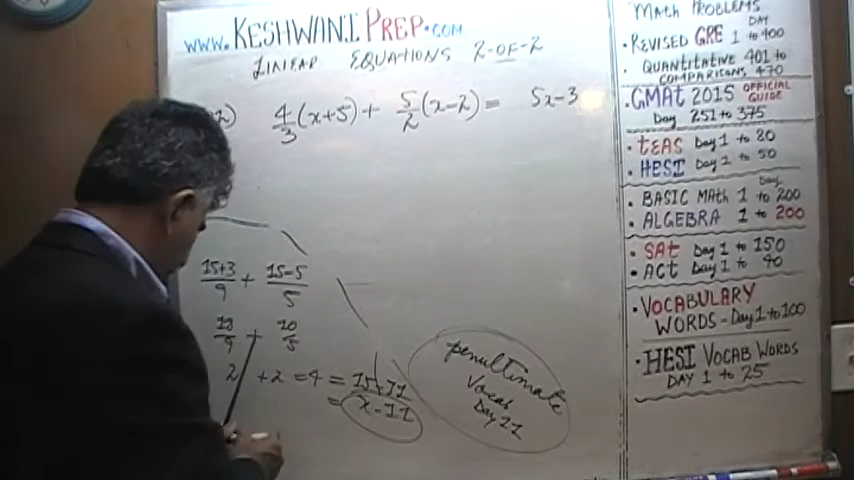 www.KESHWANI PREP.COM
LINEAR EQUATIONS 2-OF-2
2) 4/3 (x+5) + 5/2 (x-2) = 5x-3
15+3/9 + 15-5/5
18/9 + 10/5
2 + 2 = 4 = 15-11
= x-11
penultimate
Vocab
Day 21
MATH PROBLEMS
• REVISED GRE DAY 1 to 400
• QUANTITATIVE 401 to
COMPARISONS 470
• GMAT 2015 OFFICIAL GUIDE
Day 251 to 375
• TEAS Day 1 to 80
• HESI Day 1 to 50
Day
• BASIC MATH 1 to 200
• ALGEBRA 1 to 200
• SAT Day 1 to 150
• ACT Day 1 to 40
• VOCABULARY
WORDS - Day 1 to 100
• HESI VOCAB WORDS
DAY 1 to 25